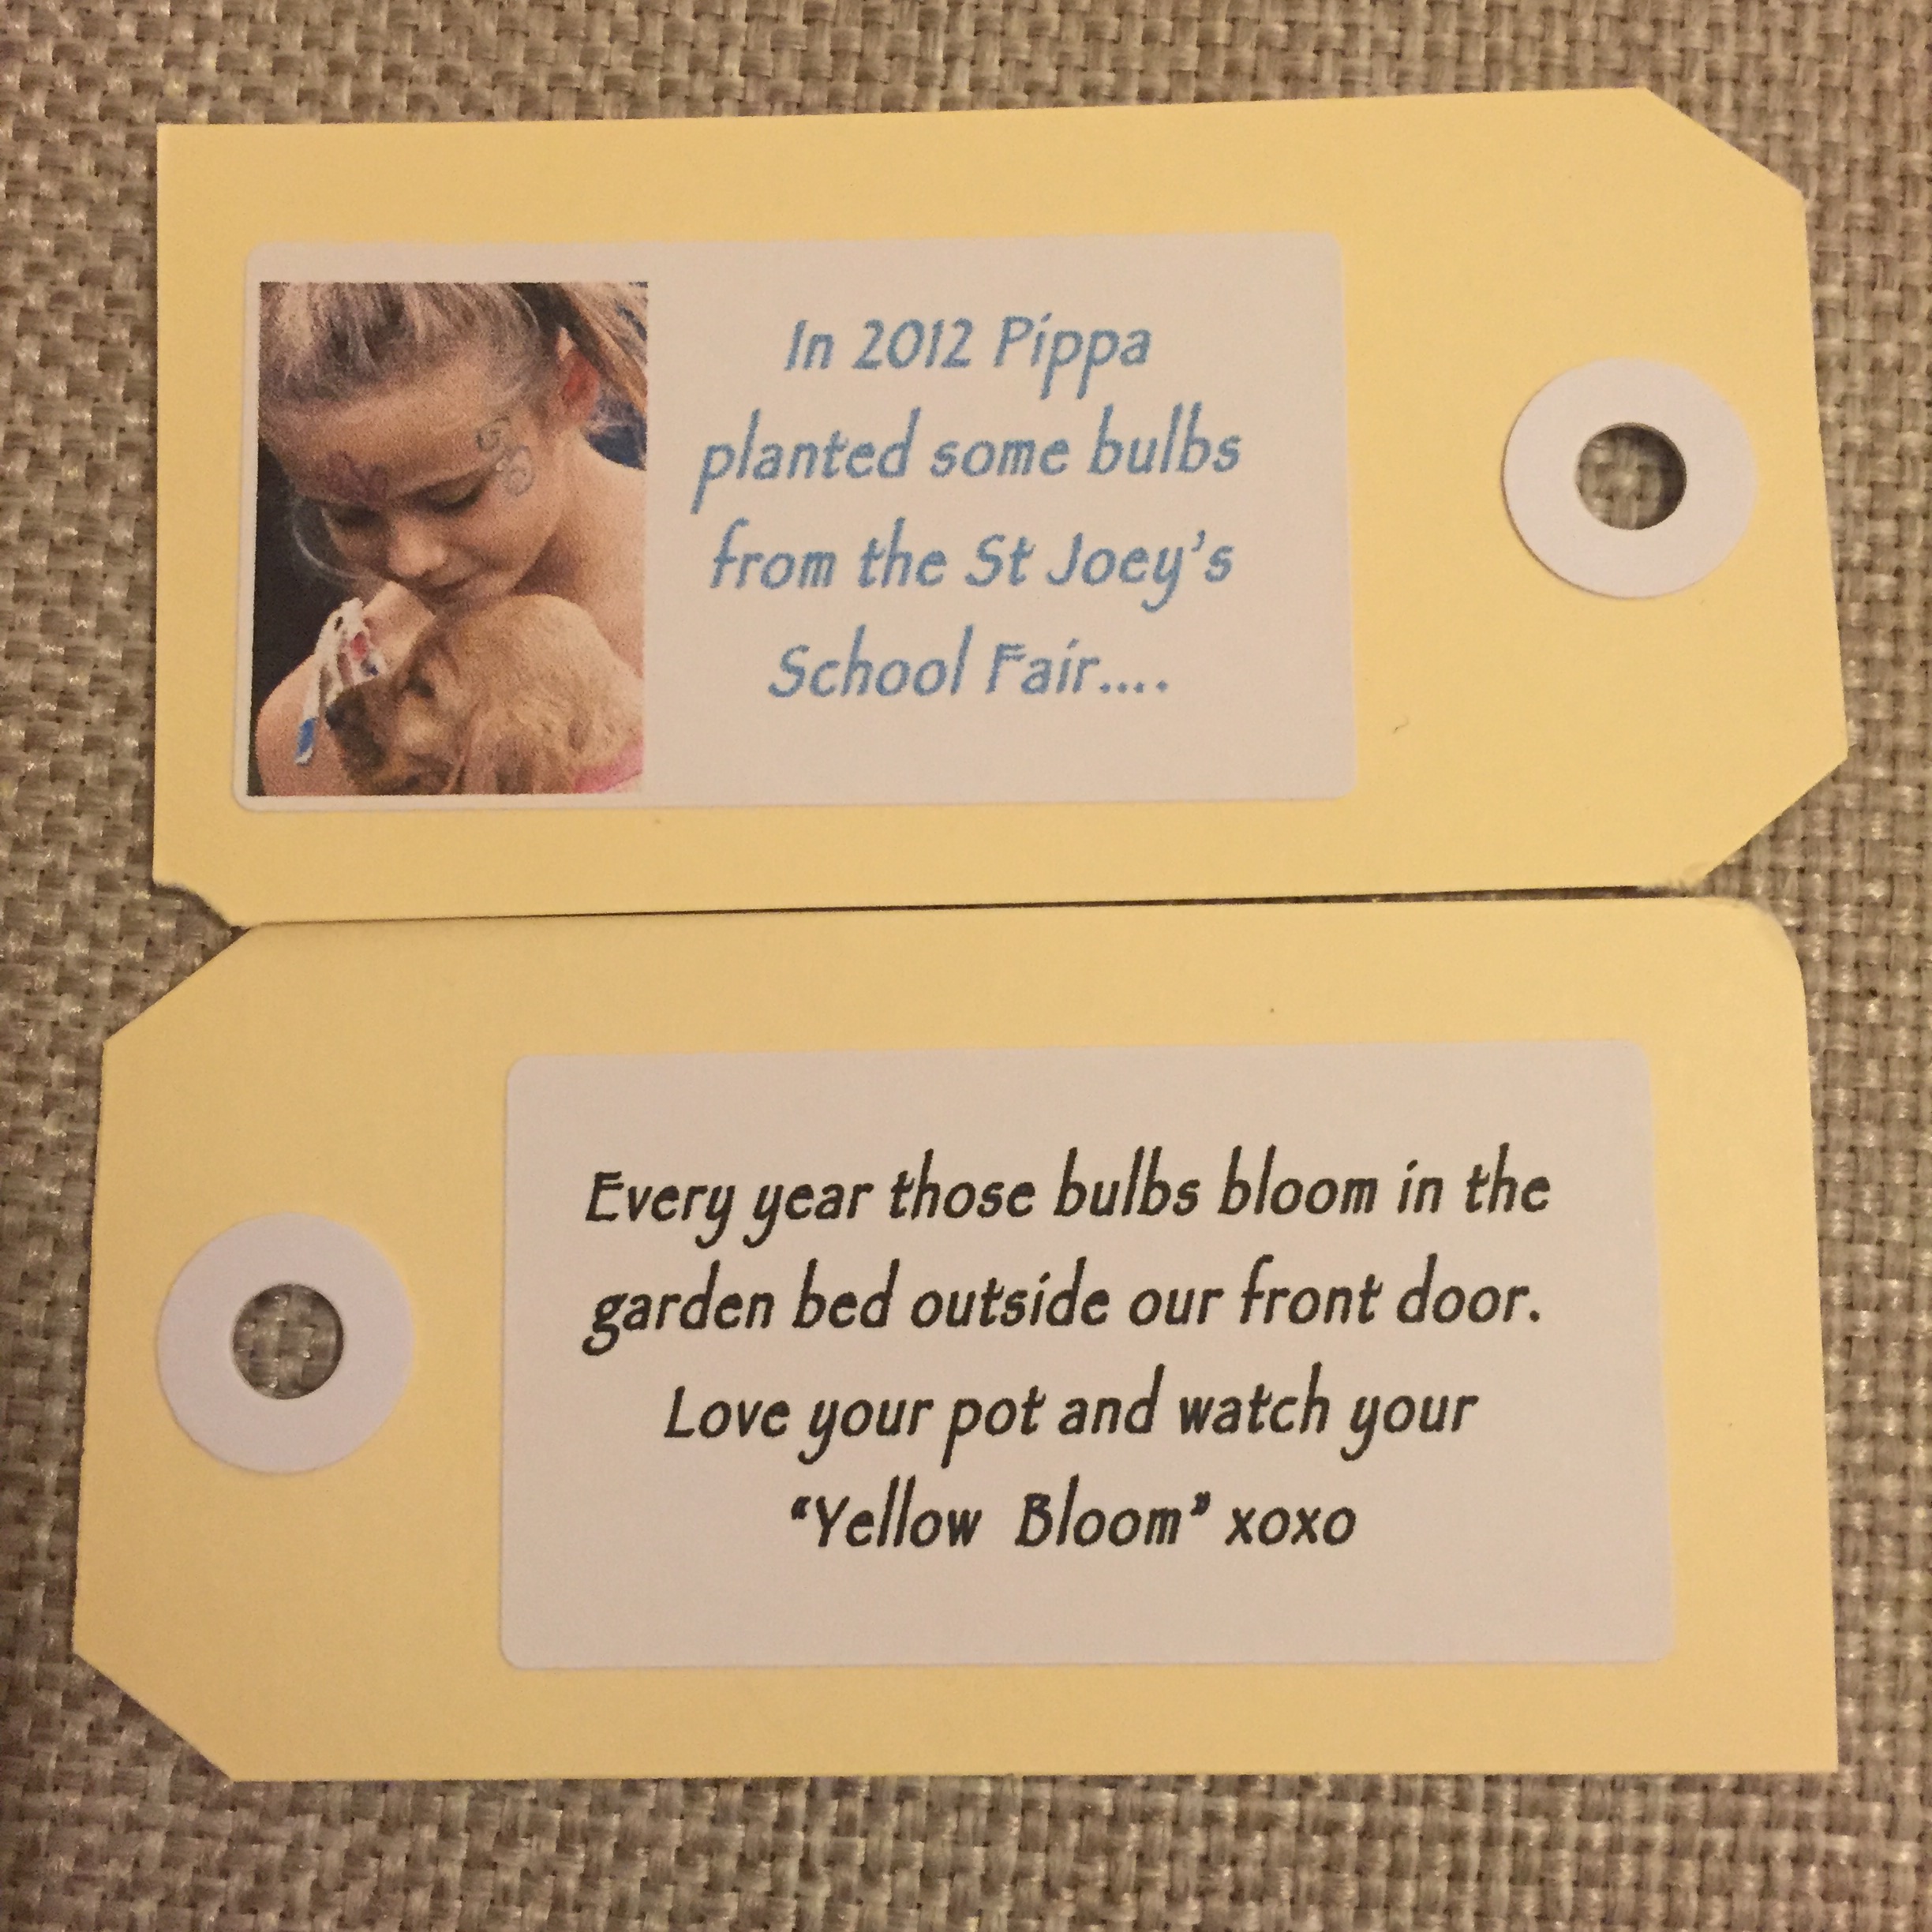 In 2012 Pippa
planted some bulbs
from the St Joey's
School Fair....
Every year those bulbs bloom in the
garden bed outside our front door.
Love your pot and watch your
“Yellow Bloom” xoxo